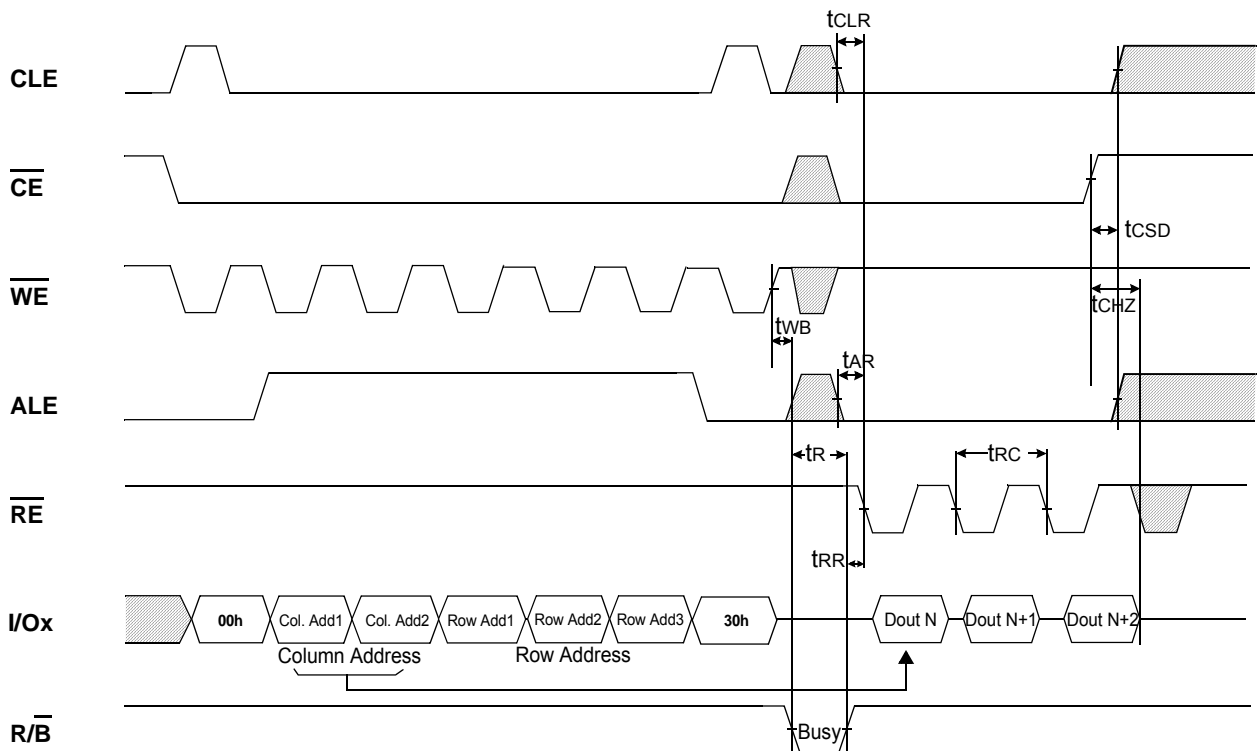 tCLR
CLE
CE
tCSD
WE
tCHZ
tWB
tAR
ALE
tR
tRC
RE
tRR
I/Ox
00h
Col. Add1
Col. Add2
Row Add1
Row Add2
Row Add3
30h
Dout N
Dout N+1
Dout N+2
Column Address
Row Address
R/B
Busy